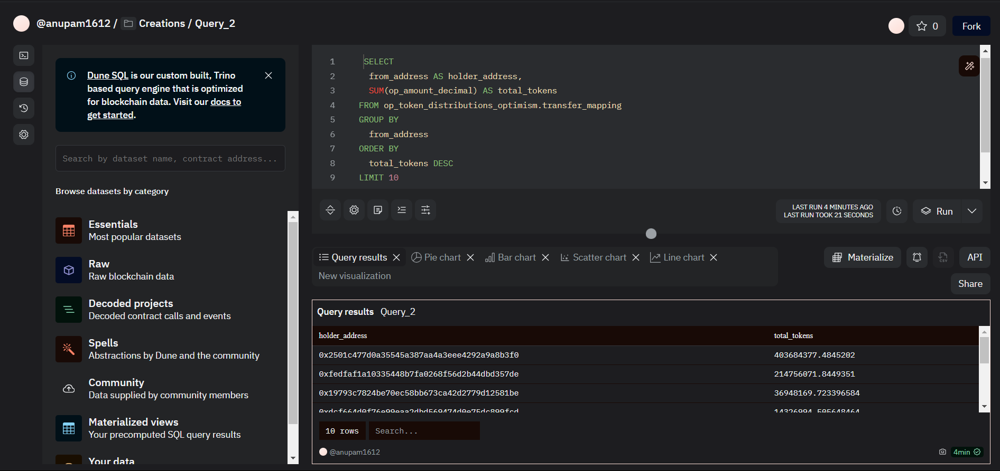 @anupam1612 / Creations / Query_2
0
Fork
Dune SQL is our custom built, Trino
based query engine that is optimized
for blockchain data. Visit our docs to
get started.
Search by dataset name, contract address...
Browse datasets by category
Essentials
Most popular datasets
Raw
Raw blockchain data
Decoded projects
Decoded contract calls and events
Spells
Abstractions by Dune and the community
Community
Data supplied by community members
Materialized views
Your precomputed SQL query results
Your data
1 SELECT
2 from_address AS holder_address,
3 SUM(op_amount_decimal) AS total_tokens
4 FROM op_token_distributions_optimism.transfer_mapping
5 GROUP BY
6 from_address
7 ORDER BY
8 total_tokens DESC
9 LIMIT 10
LAST RUN 4 MINUTES AGO
LAST RUN TOOK 21 SECONDS
Run
Query results Pie chart Bar chart Scatter chart Line chart
New visualization
Materialize
CSV
API
Share
Query results Query_2
holder_address total_tokens
0x2501c477d0a35545a387aa4a3eee4292a9a8b3f0 403684377.4845202
0xfedfaf1a10335448b7fa0268f56d2b44dbd357de 214756071.8449351
0x19793c7824be70ec58bb673ca42d2779d12581be 36948169.723396584
0xdcf664d0f76e99eaa2dbd569474d0e75dc899fcd 14326994.505648464
10 rows Search...
@anupam1612
4min